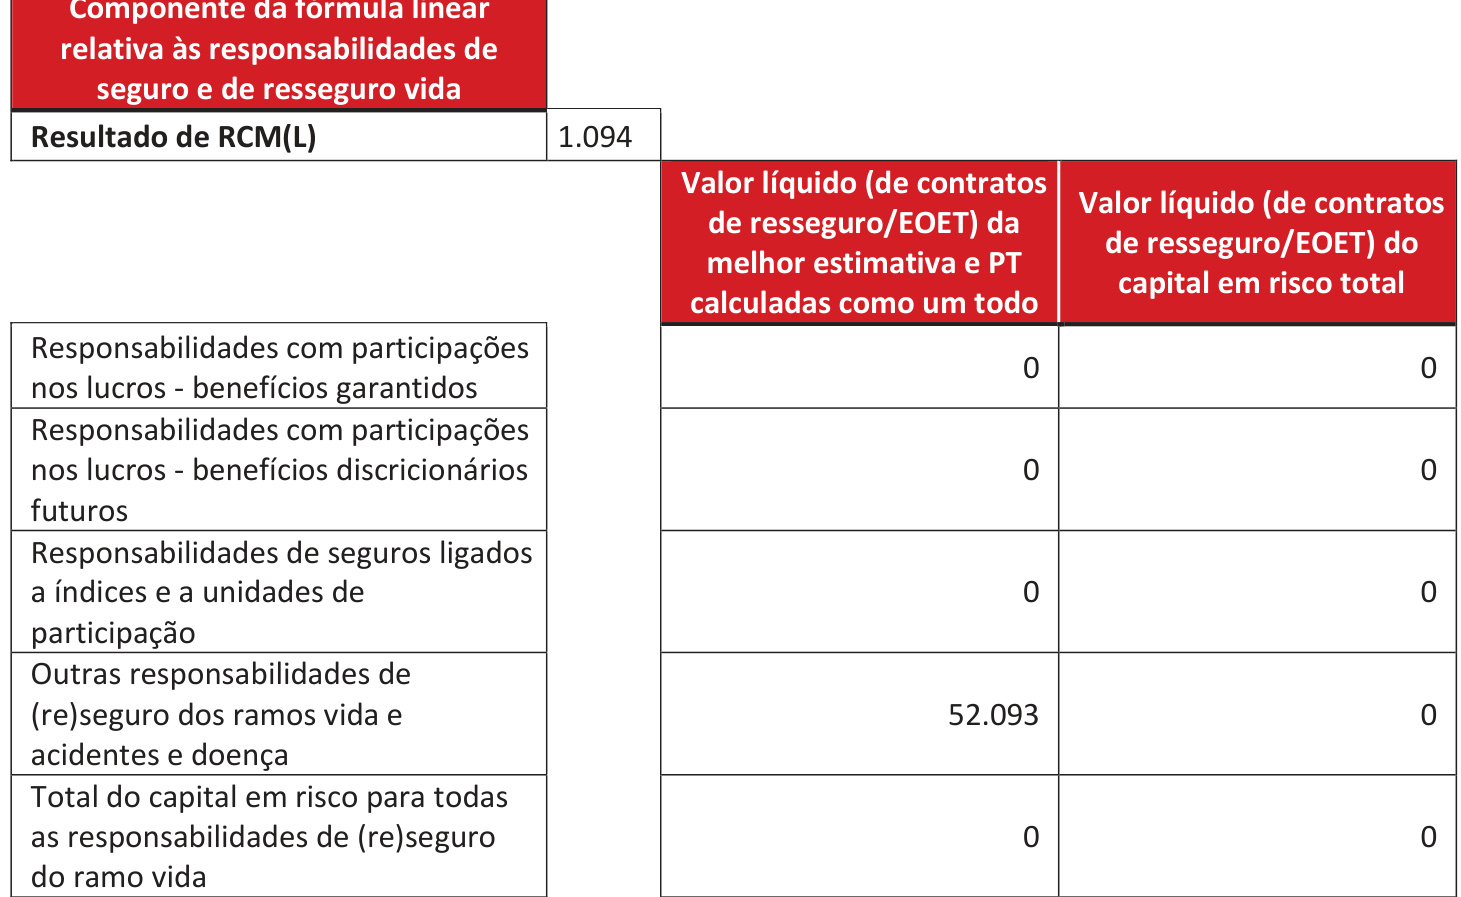 Componente da fórmula linear
relativa às responsabilidades de
seguro e de resseguro vida
Resultado de RCM(L) 1.094
Valor líquido (de contratos
de resseguro/EOET) da
melhor estimativa e PT
calculadas como um todo
Valor líquido (de contratos
de resseguro/EOET) do
capital em risco total
Responsabilidades com participações
nos lucros - benefícios garantidos
0 0
Responsabilidades com participações
nos lucros - benefícios discricionários
futuros
0 0
Responsabilidades de seguros ligados
a índices e a unidades de
participação
0 0
Outras responsabilidades de
(re)seguro dos ramos vida e
acidentes e doença
52.093 0
Total do capital em risco para todas
as responsabilidades de (re)seguro
do ramo vida
0 0